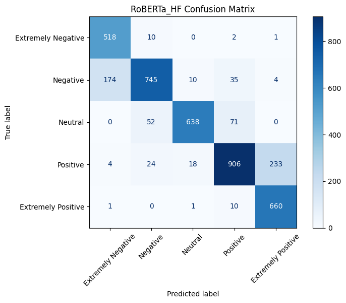 RoBERTa_HF Confusion Matrix
Extremely Negative 518 10 0 2 1
Negative 174 745 10 35 4
Neutral 0 52 638 71 0
Positive 4 24 18 906 233
Extremely Positive 1 0 1 10 660
True label
Extremely Negative Negative Neutral Positive Extremely Positive
Predicted label
800
600
400
200
0